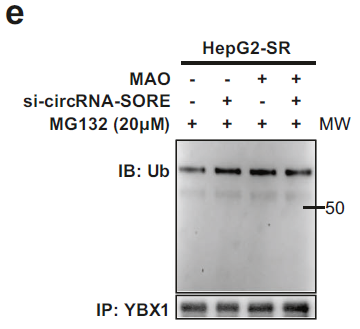 e
HepG2-SR
MAO - - + +
si-circRNA-SORE - + - +
MG132 (20μM) + + + + MW
IB: Ub
50
IP: YBX1